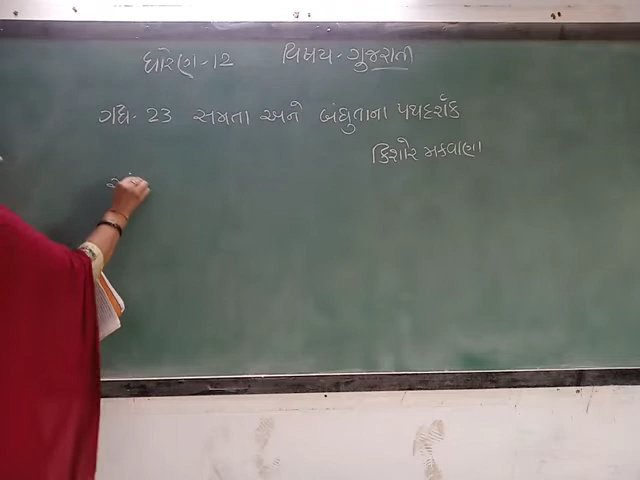 ધોરણ-12 વિષય-ગુજરાતી
ગદ્ય-23 સમતા અને બંધુતાના પથદર્શક
કિશોર મકવાણા